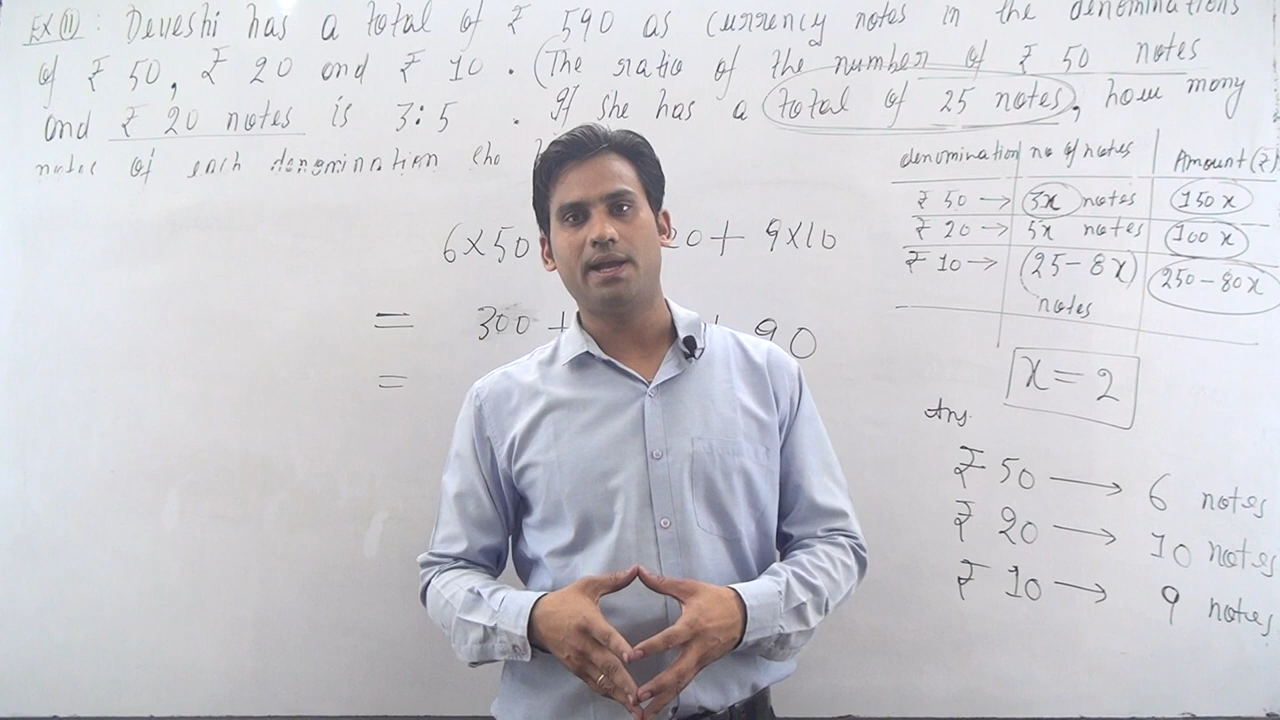 EX (11) : Deveshi has a total of ₹ 590 as currency notes in the denominations
of ₹ 50, ₹ 20 and ₹ 10 . (The ratio of the number of ₹ 50 notes
and ₹ 20 notes is 3:5 . If she has a (total of 25 notes), how many
notes of each denomination she
denomination no of notes Amount (₹)
₹ 50 → 3x notes 150x
₹ 20 → 5x notes 100x
₹ 10 → (25-8x) notes 250-80x
x = 2
Ans.
₹ 50 → 6 notes
₹ 20 → 10 notes
₹ 10 → 9 notes
6×50 20 + 9×10
= 300 + + 90
=